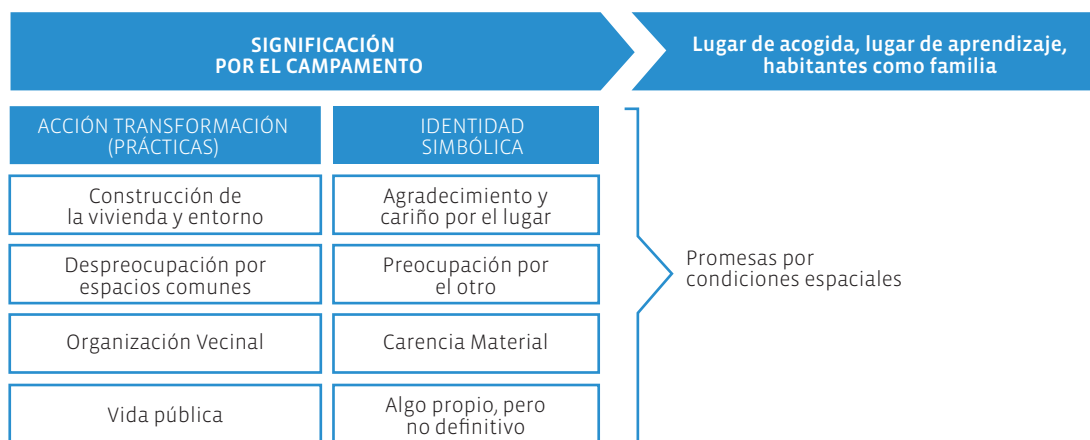 SIGNIFICACIÓN
POR EL CAMPAMENTO
Lugar de acogida, lugar de aprendizaje,
habitantes como familia
ACCIÓN TRANSFORMACIÓN
(PRÁCTICAS)
IDENTIDAD
SIMBÓLICA
Construcción de
la vivienda y entorno
Agradecimiento y
cariño por el lugar
Despreocupación por
espacios comunes
Preocupación por
el otro
Promesas por
condiciones espaciales
Organización Vecinal
Carencia Material
Vida pública
Algo propio, pero
no definitivo